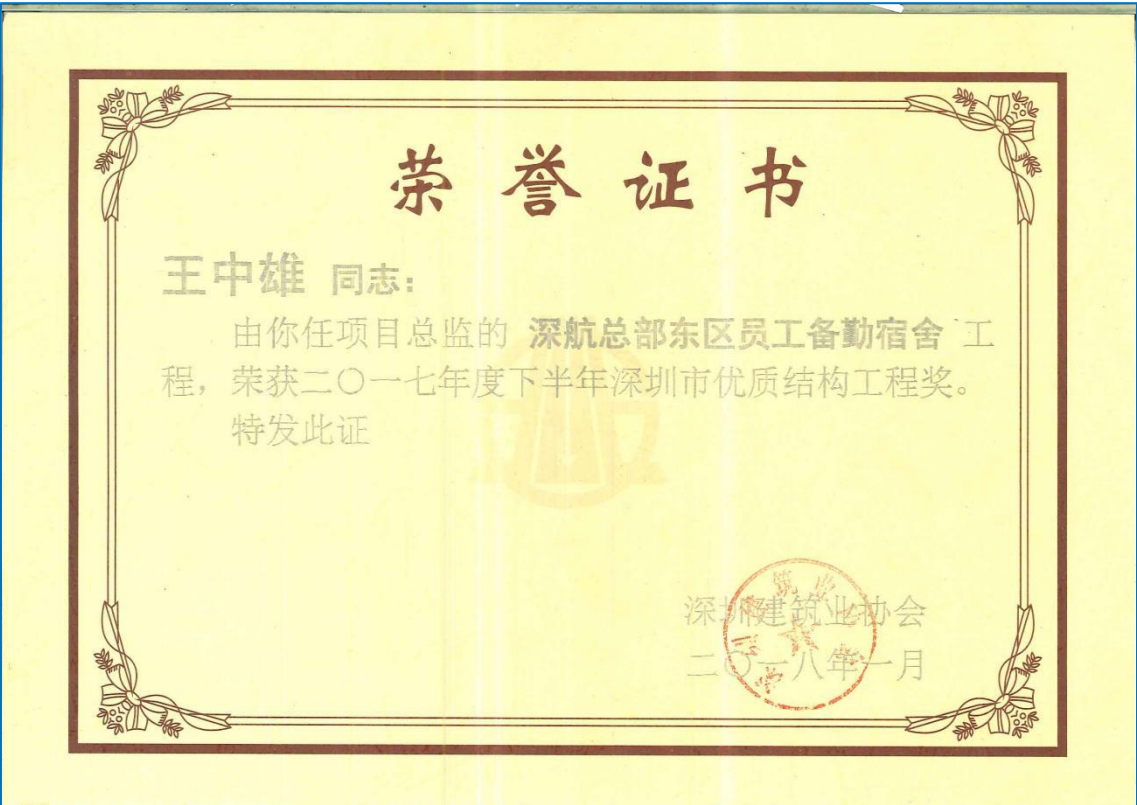 荣誉证书
王中雄 同志：
由你任项目总监的 深航总部东区员工备勤宿舍 工
程，荣获二〇一七年度下半年深圳市优质结构工程奖。
特发此证
深圳建筑业协会
二〇一八年一月